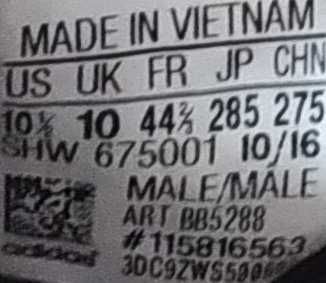 MADE IN VIETNAM
US UK FR JP CHN
10½ 10 44⅔ 285 275
SHW 675001 10/16
MALE/MALE
ART BB5288
#115816563
adidas